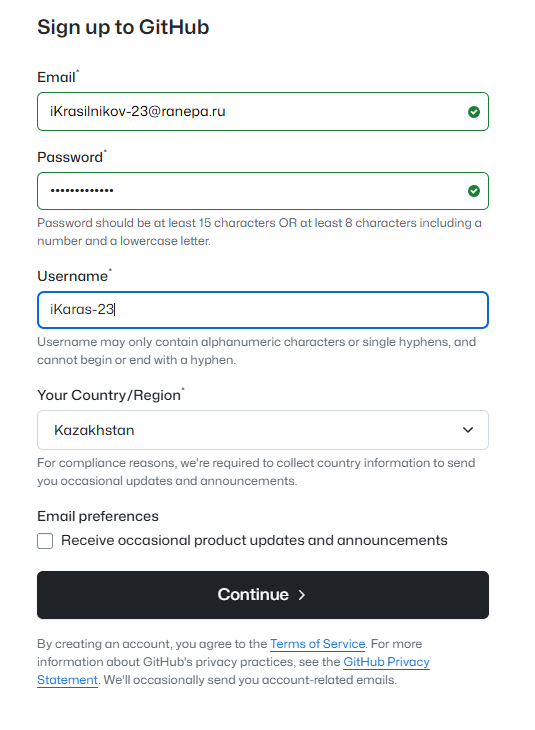 Sign up to GitHub
Email*
iKrasilnikov-23@ranepa.ru
Password*
•••••••••••••
Password should be at least 15 characters OR at least 8 characters including a
number and a lowercase letter.
Username*
iKaras-23
Username may only contain alphanumeric characters or single hyphens, and
cannot begin or end with a hyphen.
Your Country/Region*
Kazakhstan
For compliance reasons, we're required to collect country information to send
you occasional updates and announcements.
Email preferences
Receive occasional product updates and announcements
Continue
By creating an account, you agree to the Terms of Service. For more
information about GitHub's privacy practices, see the GitHub Privacy
Statement. We'll occasionally send you account-related emails.